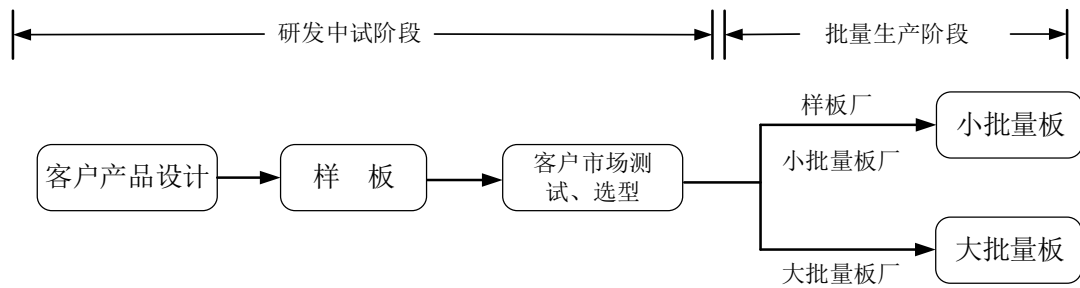 研发中试阶段
批量生产阶段
客户产品设计
样 板
客户市场测
试、选型
样板厂
小批量板厂
小批量板
大批量板厂
大批量板